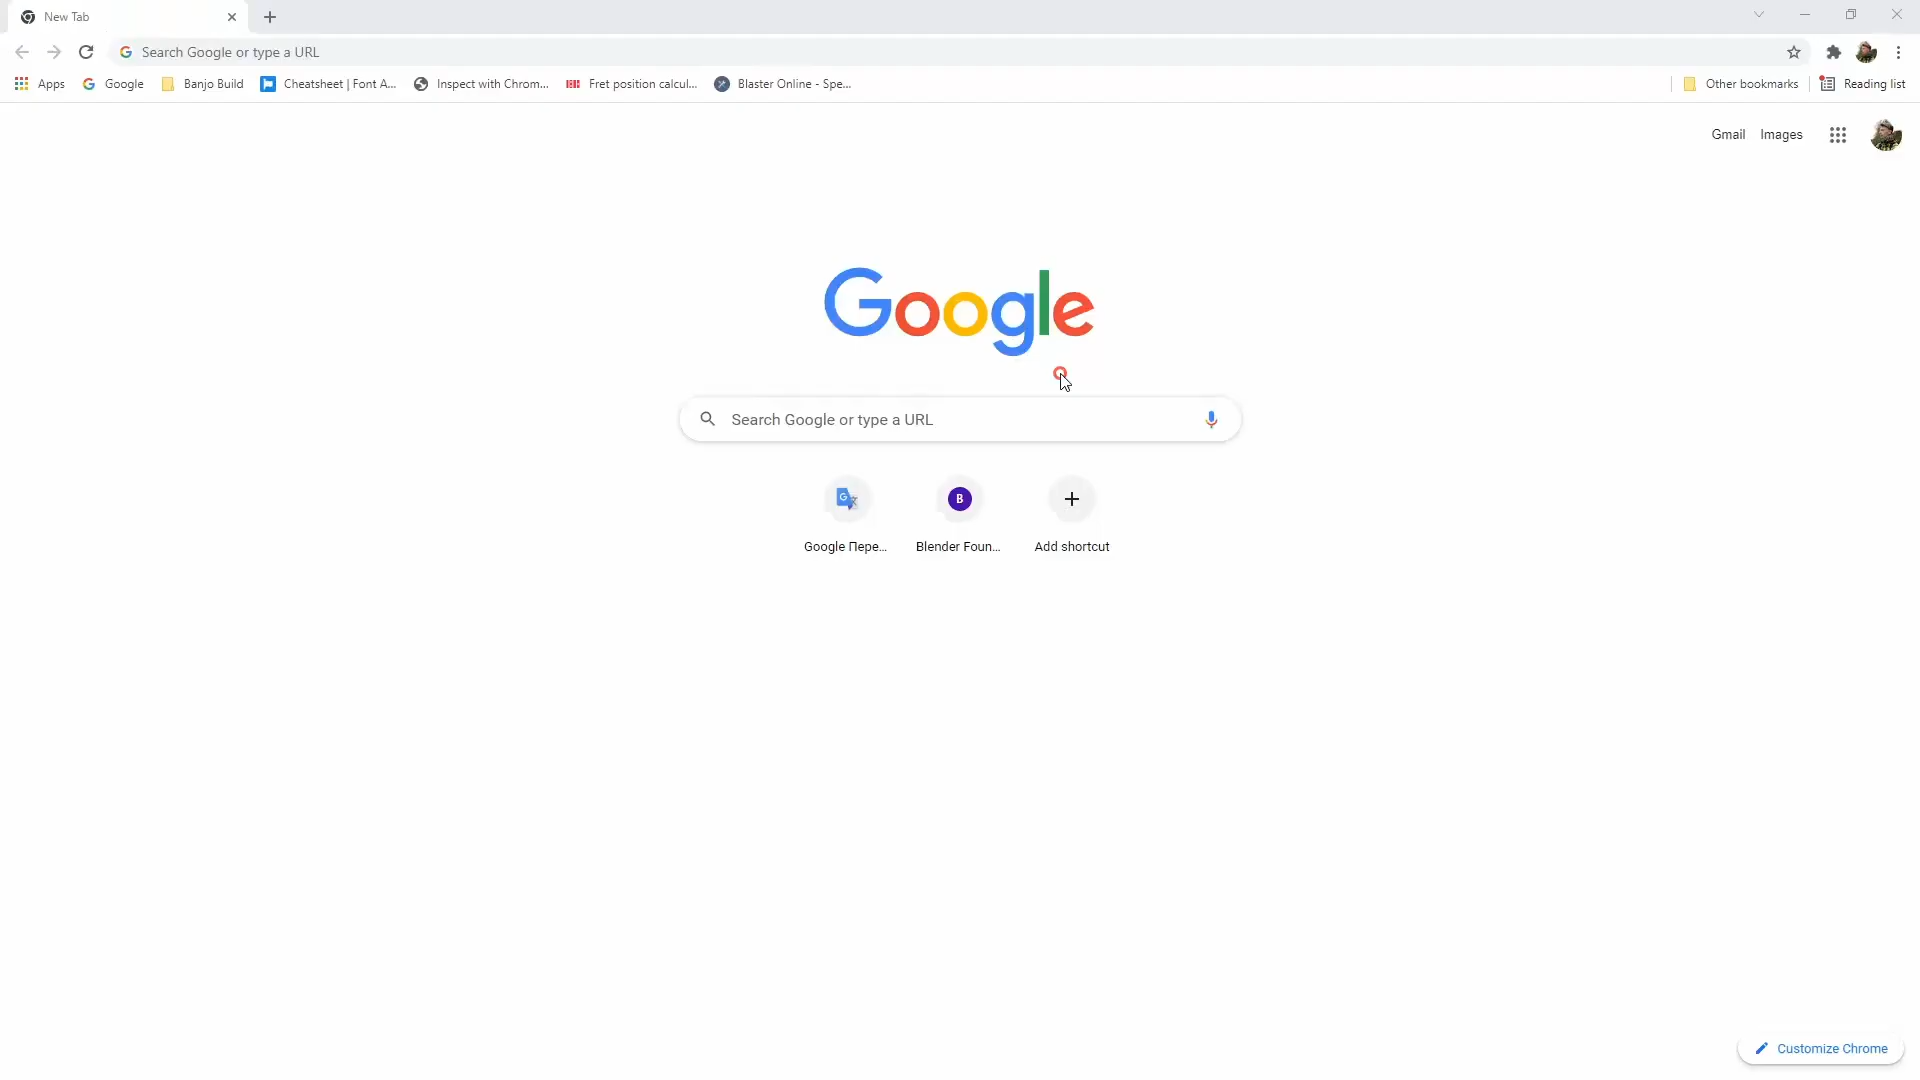 New Tab
Search Google or type a URL
Apps Google Banjo Build Cheatsheet | Font A... Inspect with Chrom... Fret position calcul... Blaster Online - Spe... Other bookmarks Reading list
Gmail Images
Google
Search Google or type a URL
B
Google Пере... Blender Foun... Add shortcut
Customize Chrome